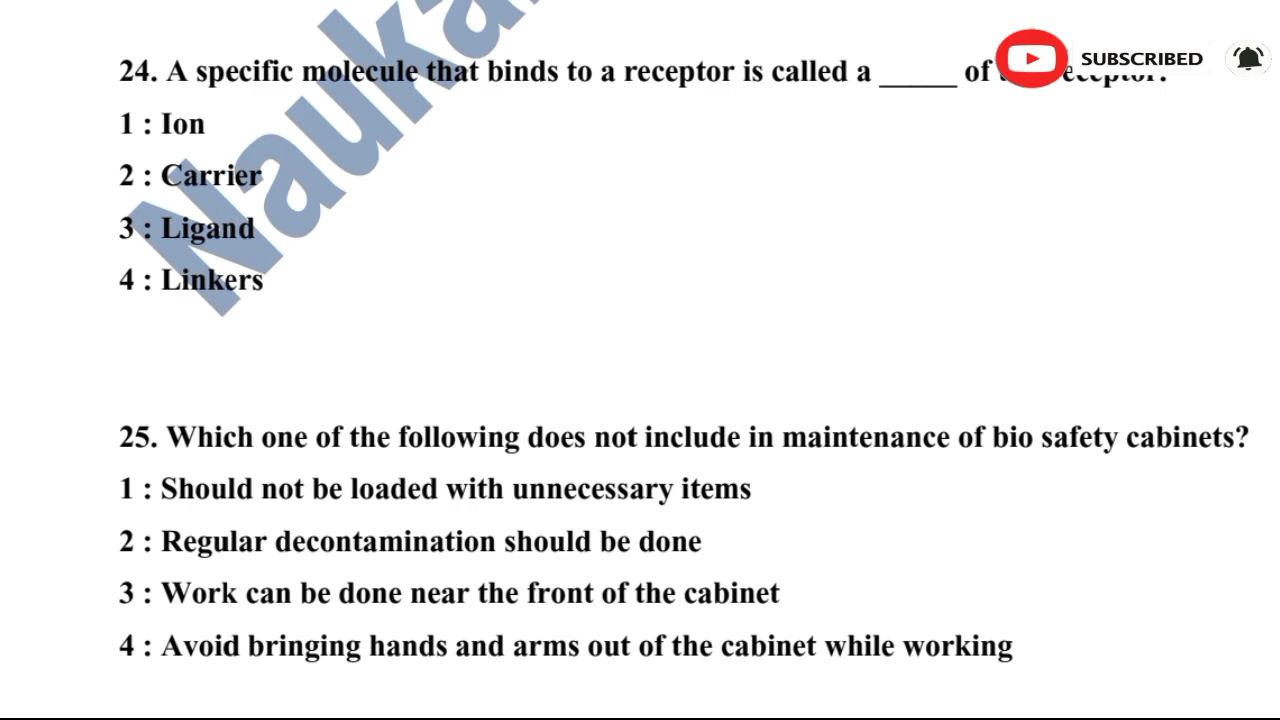 24. A specific molecule that binds to a receptor is called a _____ of
SUBSCRIBED
1 : Ion
2 : Carrier
3 : Ligand
4 : Linkers
25. Which one of the following does not include in maintenance of bio safety cabinets?
1 : Should not be loaded with unnecessary items
2 : Regular decontamination should be done
3 : Work can be done near the front of the cabinet
4 : Avoid bringing hands and arms out of the cabinet while working